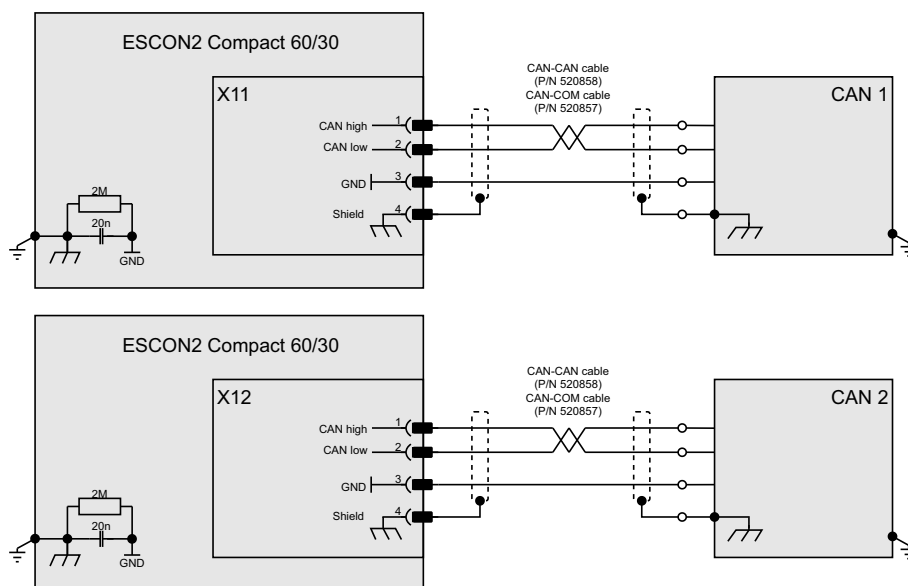 ESCON2 Compact 60/30
X11
CAN-CAN cable
(P/N 520858)
CAN-COM cable
(P/N 520857)
CAN 1
CAN high
1
CAN low
2
GND
3
Shield
4
2M
20n
GND
ESCON2 Compact 60/30
X12
CAN-CAN cable
(P/N 520858)
CAN-COM cable
(P/N 520857)
CAN 2
CAN high
1
CAN low
2
GND
3
Shield
4
2M
20n
GND